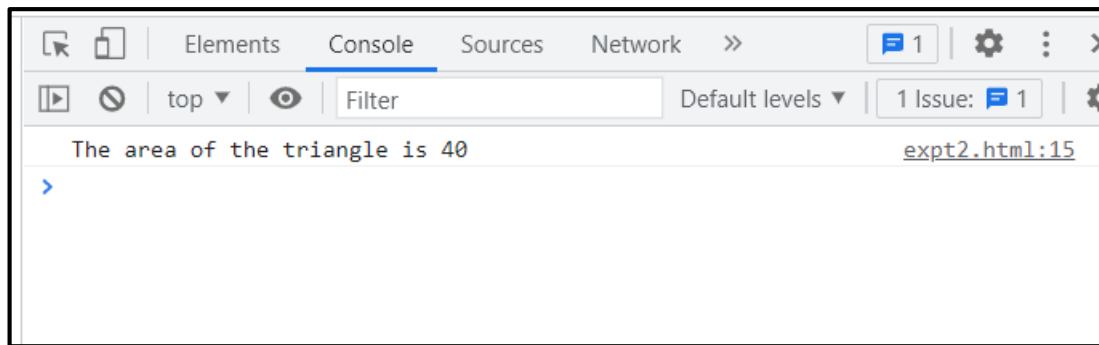 Elements Console Sources Network » 1
top ▼ Filter Default levels ▼ 1 Issue: 1
The area of the triangle is 40 expt2.html:15
>